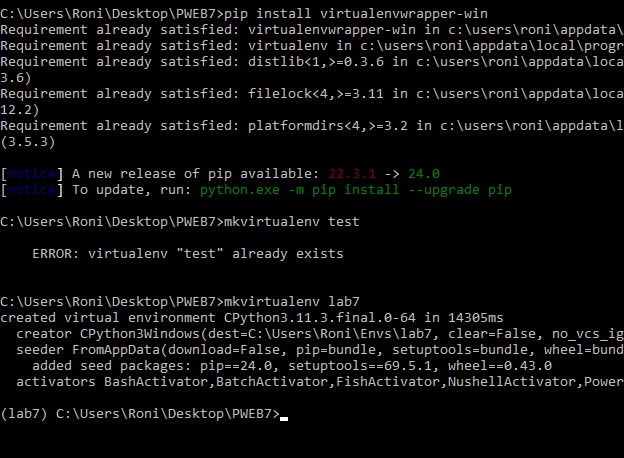 C:\Users\Roni\Desktop\PWEB7>pip install virtualenvwrapper-win
Requirement already satisfied: virtualenvwrapper-win in c:\users\roni\appdata\
Requirement already satisfied: virtualenv in c:\users\roni\appdata\local\progr
Requirement already satisfied: distlib<1,>=0.3.6 in c:\users\roni\appdata\loca
3.6)
Requirement already satisfied: filelock<4,>=3.11 in c:\users\roni\appdata\loca
12.2)
Requirement already satisfied: platformdirs<4,>=3.2 in c:\users\roni\appdata\l
(3.5.3)
[notice] A new release of pip available: 22.3.1 -> 24.0
[notice] To update, run: python.exe -m pip install --upgrade pip
C:\Users\Roni\Desktop\PWEB7>mkvirtualenv test
ERROR: virtualenv "test" already exists
C:\Users\Roni\Desktop\PWEB7>mkvirtualenv lab7
created virtual environment CPython3.11.3.final.0-64 in 14305ms
creator CPython3Windows(dest=C:\Users\Roni\Envs\lab7, clear=False, no_vcs_ig
seeder FromAppData(download=False, pip=bundle, setuptools=bundle, wheel=bund
added seed packages: pip==24.0, setuptools==69.5.1, wheel==0.43.0
activators BashActivator,BatchActivator,FishActivator,NushellActivator,Power
(lab7) C:\Users\Roni\Desktop\PWEB7>